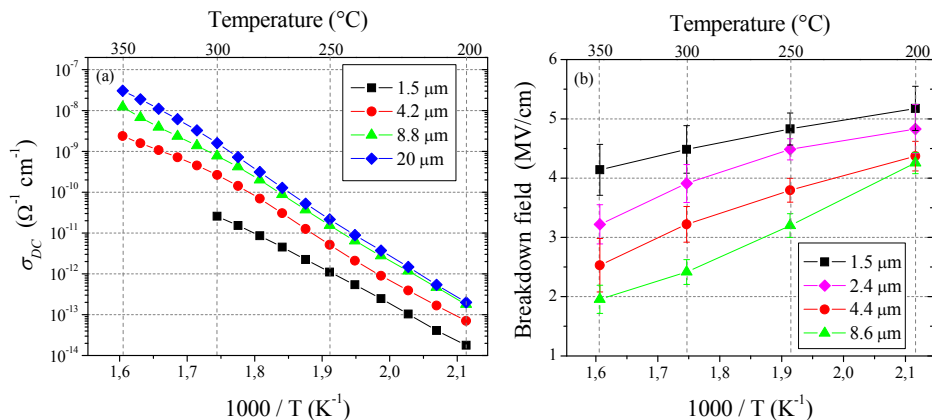 Temperature (°C)
350 300 250 200
(a)
1.5 μm
4.2 μm
8.8 μm
20 μm
10⁻⁷
10⁻⁸
10⁻⁹
10⁻¹⁰
10⁻¹¹
10⁻¹²
10⁻¹³
10⁻¹⁴
σDC (Ω⁻¹ cm⁻¹)
1,6 1,7 1,8 1,9 2,0 2,1
1000 / T (K⁻¹)
Temperature (°C)
350 300 250 200
(b)
6
5
4
3
2
1
Breakdown field (MV/cm)
1.5 μm
2.4 μm
4.4 μm
8.6 μm
1,6 1,7 1,8 1,9 2,0 2,1
1000 / T (K⁻¹)